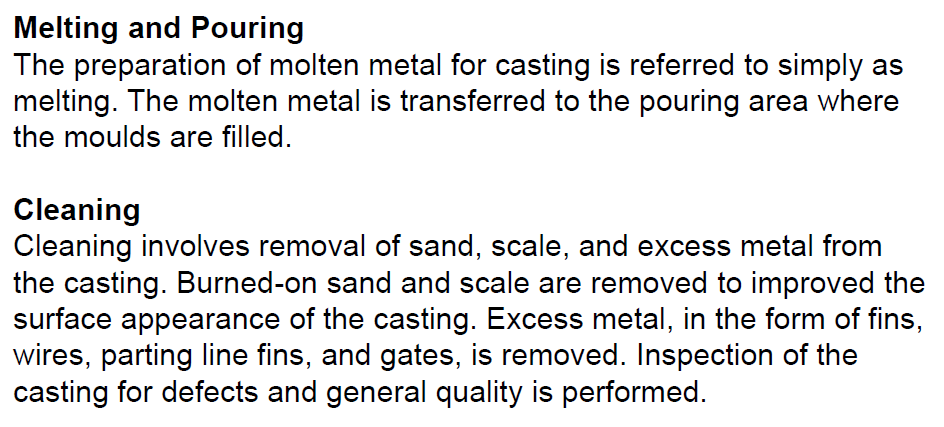 Melting and Pouring
The preparation of molten metal for casting is referred to simply as
melting. The molten metal is transferred to the pouring area where
the moulds are filled.
Cleaning
Cleaning involves removal of sand, scale, and excess metal from
the casting. Burned-on sand and scale are removed to improved the
surface appearance of the casting. Excess metal, in the form of fins,
wires, parting line fins, and gates, is removed. Inspection of the
casting for defects and general quality is performed.